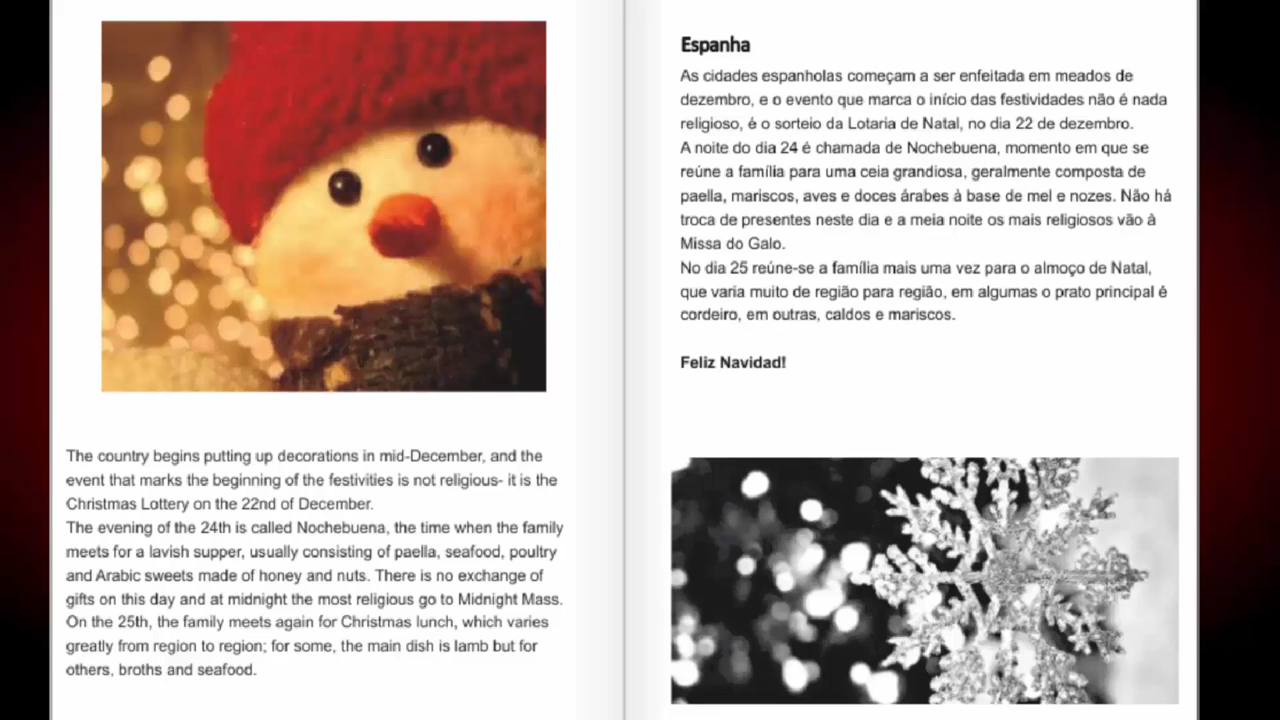 The country begins putting up decorations in mid-December, and the
event that marks the beginning of the festivities is not religious- it is the
Christmas Lottery on the 22nd of December.
The evening of the 24th is called Nochebuena, the time when the family
meets for a lavish supper, usually consisting of paella, seafood, poultry
and Arabic sweets made of honey and nuts. There is no exchange of
gifts on this day and at midnight the most religious go to Midnight Mass.
On the 25th, the family meets again for Christmas lunch, which varies
greatly from region to region; for some, the main dish is lamb but for
others, broths and seafood.
Espanha
As cidades espanholas começam a ser enfeitada em meados de
dezembro, e o evento que marca o início das festividades não é nada
religioso, é o sorteio da Lotaria de Natal, no dia 22 de dezembro.
A noite do dia 24 é chamada de Nochebuena, momento em que se
reúne a família para uma ceia grandiosa, geralmente composta de
paella, mariscos, aves e doces árabes à base de mel e nozes. Não há
troca de presentes neste dia e a meia noite os mais religiosos vão à
Missa do Galo.
No dia 25 reúne-se a família mais uma vez para o almoço de Natal,
que varia muito de região para região, em algumas o prato principal é
cordeiro, em outras, caldos e mariscos.
Feliz Navidad!